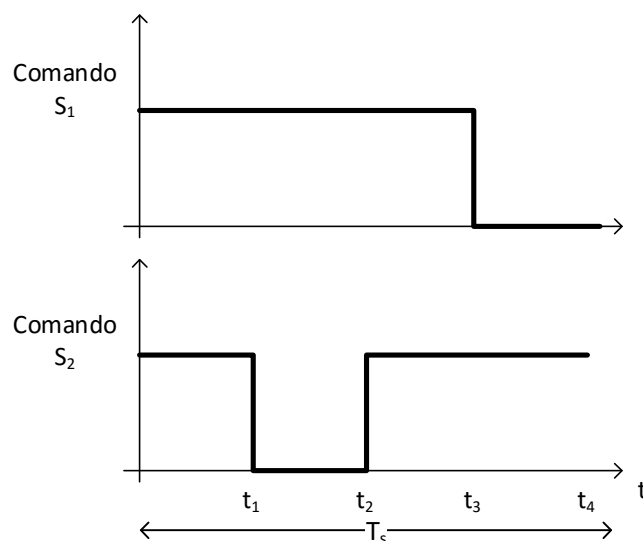 Comando
S₁
Comando
S₂
t₁ t₂ t₃ t₄ t
Tₛ